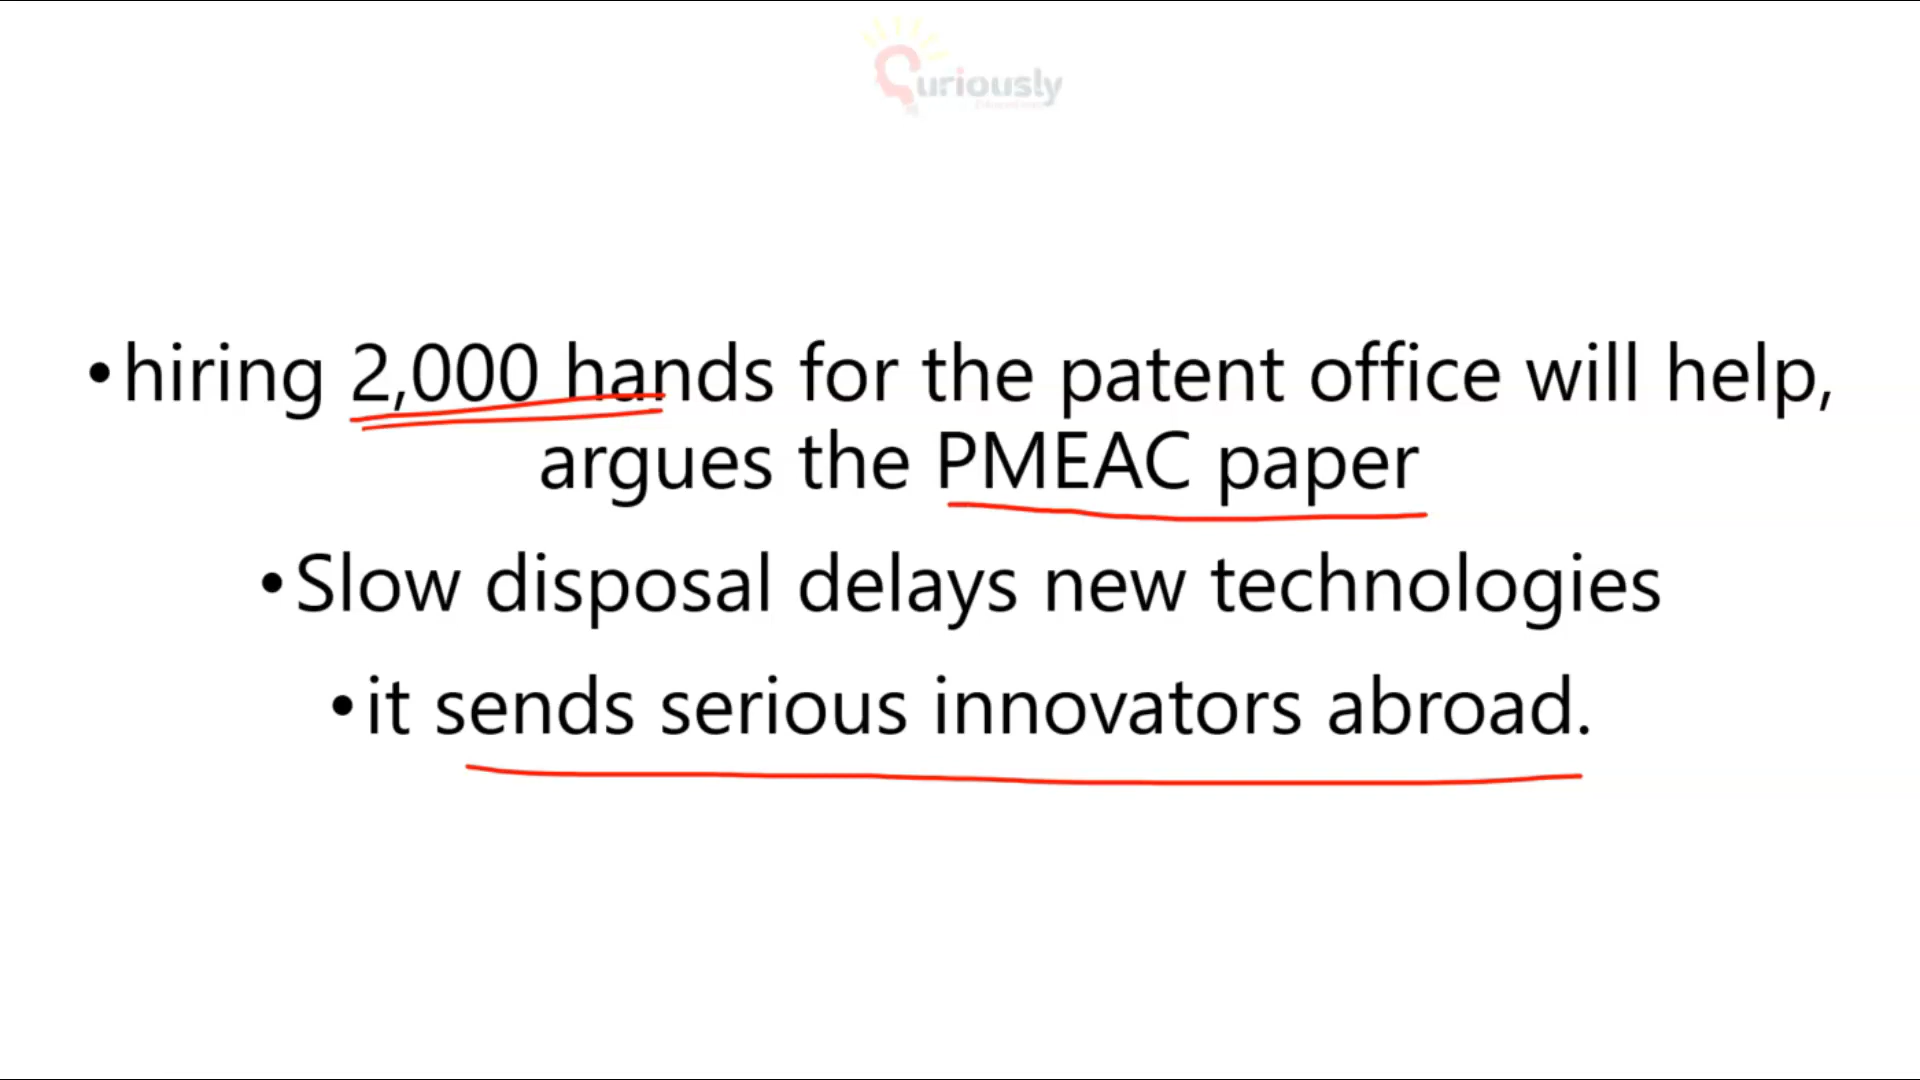 uriously
•hiring 2,000 hands for the patent office will help,
argues the PMEAC paper
•Slow disposal delays new technologies
•it sends serious innovators abroad.